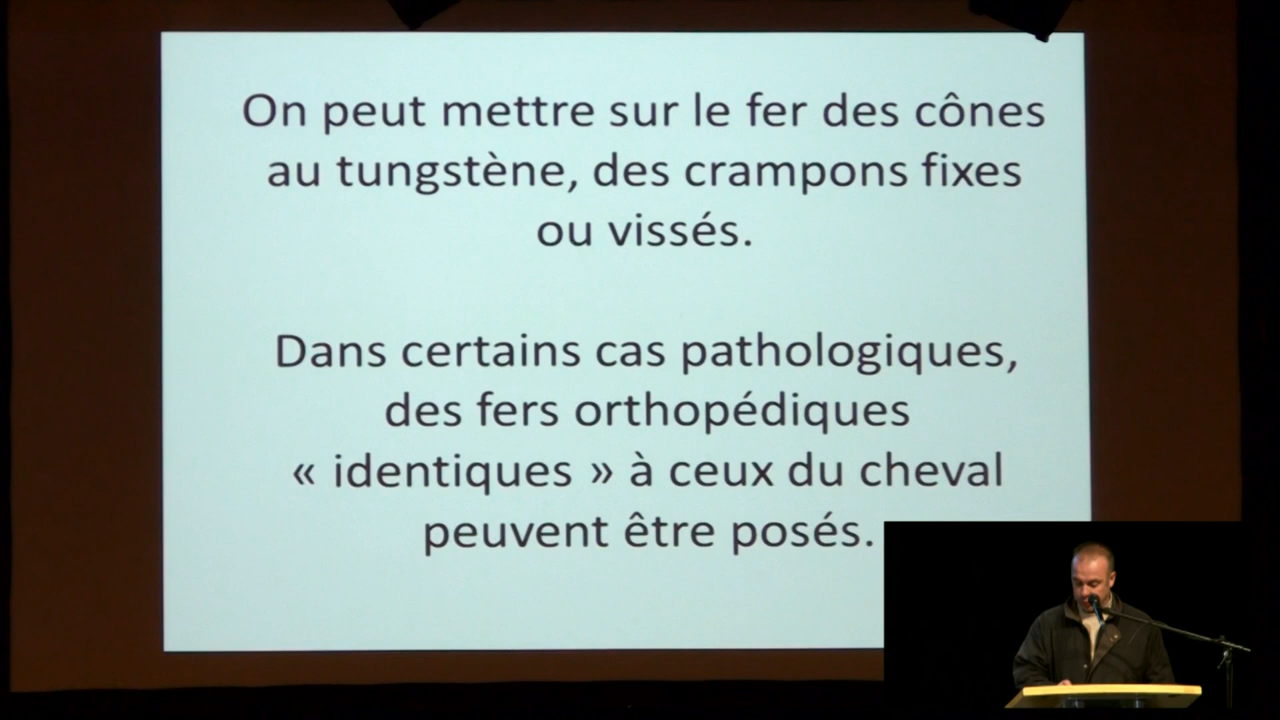 On peut mettre sur le fer des cônes
au tungstène, des crampons fixes
ou vissés.
Dans certains cas pathologiques,
des fers orthopédiques
« identiques » à ceux du cheval
peuvent être posés.